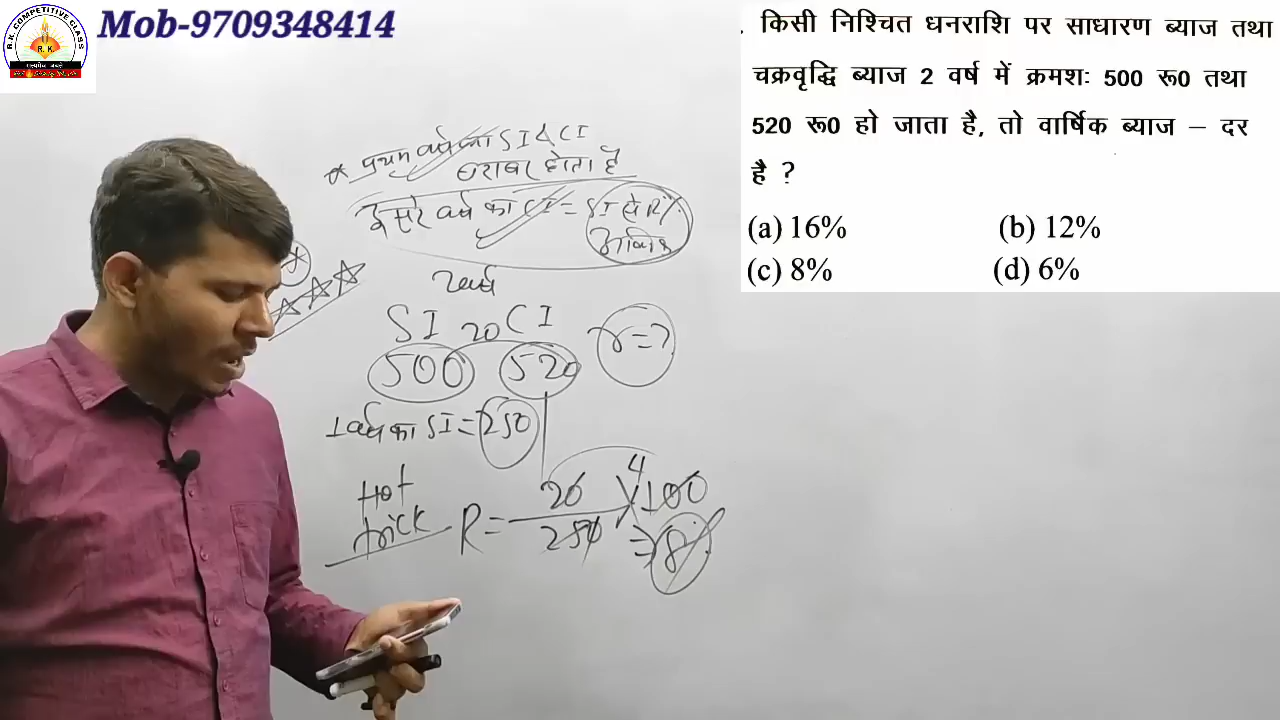 Mob-9709348414
R.K. COMPETITIVE CLASS
R. K.
. किसी निश्चित धनराशि पर साधारण ब्याज तथा
चक्रवृद्धि ब्याज 2 वर्ष में क्रमशः 500 रू0 तथा
520 रू0 हो जाता है, तो वार्षिक ब्याज – दर
है ?
(a) 16%
(b) 12%
(c) 8%
(d) 6%
* प्रथम वर्ष का SI & CI
बराबर होता है
दूसरे वर्ष का CI = SI से R%
अधिक
2वर्ष
SI 20 CI
500 520 r=?
1वर्ष का SI = 250
Hot
trick
R = 20/250 × 100 4
⇒ 8%